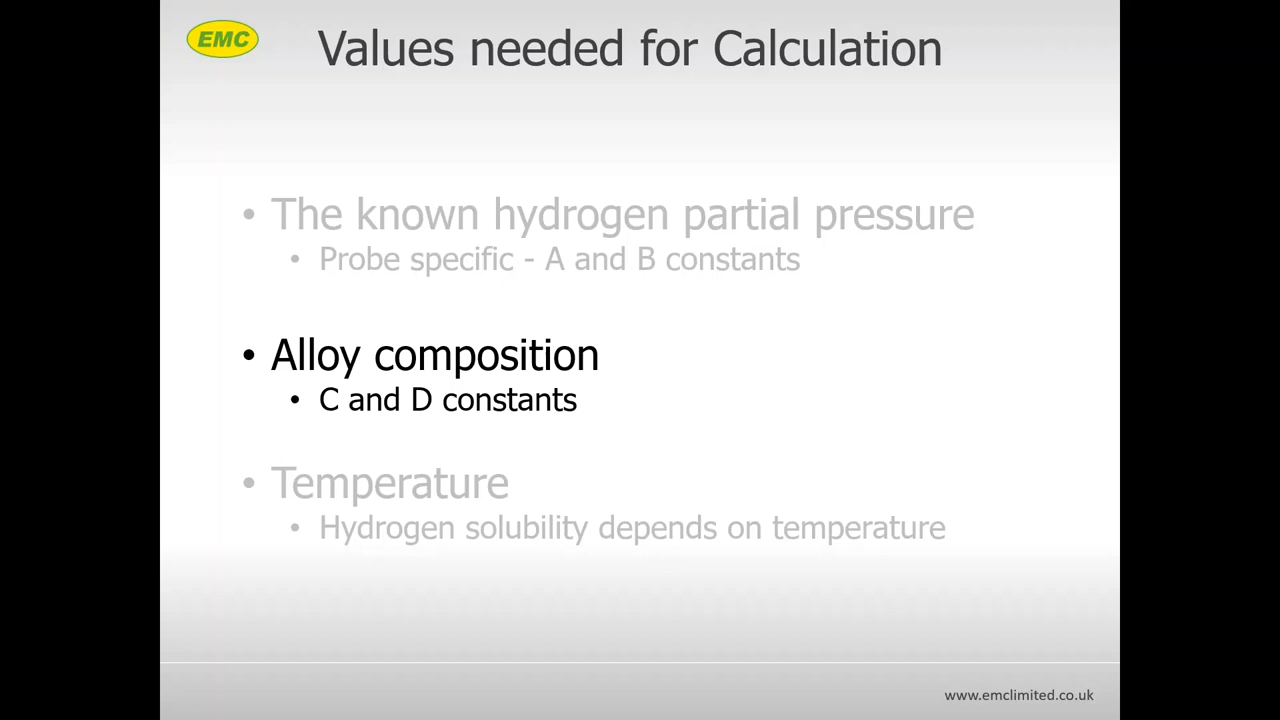 EMC
Values needed for Calculation
• The known hydrogen partial pressure
• Probe specific - A and B constants
• Alloy composition
• C and D constants
• Temperature
• Hydrogen solubility depends on temperature
www.emclimited.co.uk